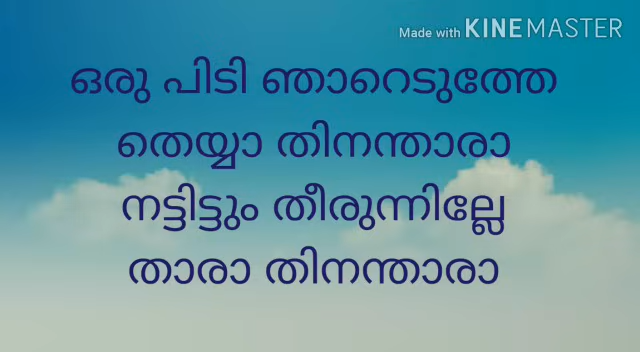 Made with KINEMASTER
ഒരു പിടി ഞാറെടുത്തേ
തെയ്യാ തിനന്താരാ
നട്ടിട്ടും തീരുന്നില്ലേ
താരാ തിനന്താരാ